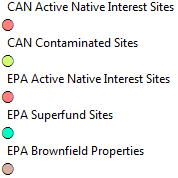 CAN Active Native Interest Sites
CAN Contaminated Sites
EPA Active Native Interest Sites
EPA Superfund Sites
EPA Brownfield Properties